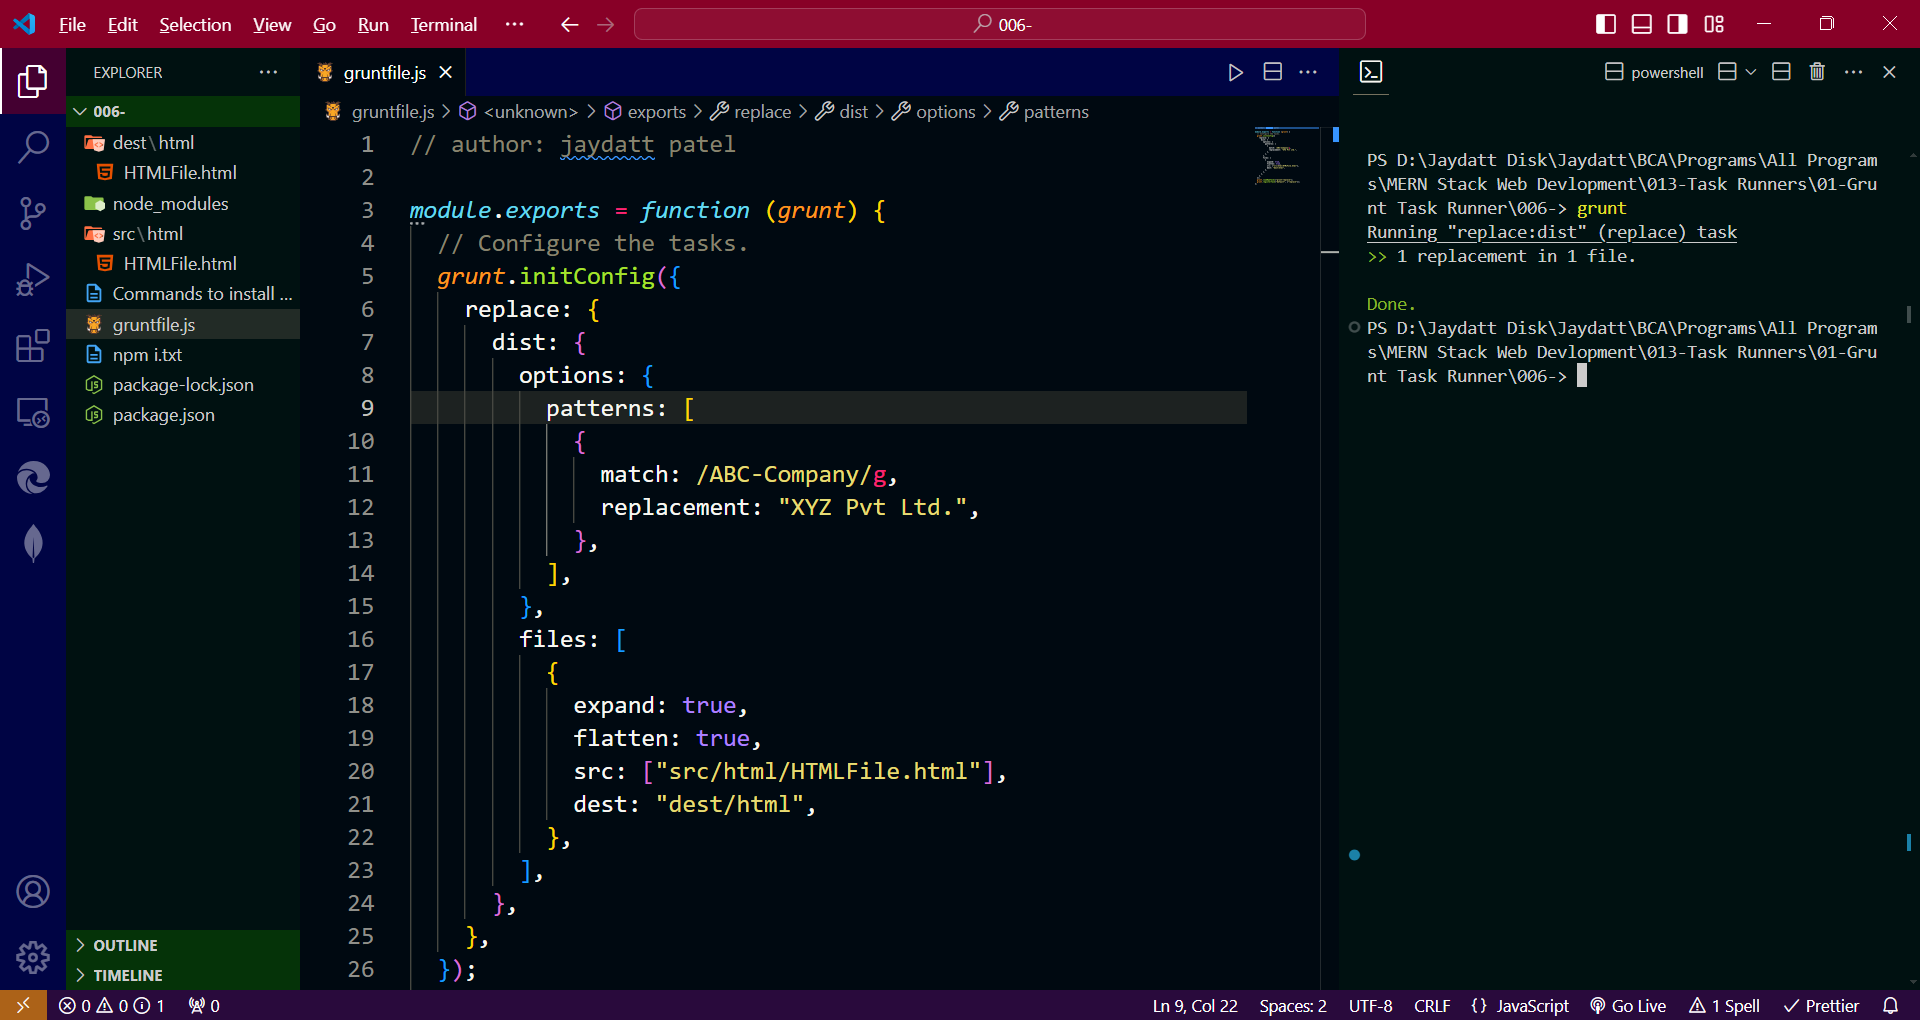 File Edit Selection View Go Run Terminal ··· 006-
EXPLORER ···
006-
dest\html
HTMLFile.html
node_modules
src\html
HTMLFile.html
Commands to install ...
gruntfile.js
npm i.txt
package-lock.json
package.json
OUTLINE
TIMELINE
gruntfile.js
gruntfile.js > <unknown> > exports > replace > dist > options > patterns
1 // author: jaydatt patel
2
3 module.exports = function (grunt) {
4 // Configure the tasks.
5 grunt.initConfig({
6 replace: {
7 dist: {
8 options: {
9 patterns: [
10 {
11 match: /ABC-Company/g,
12 replacement: "XYZ Pvt Ltd.",
13 },
14 ],
15 },
16 files: [
17 {
18 expand: true,
19 flatten: true,
20 src: ["src/html/HTMLFile.html"],
21 dest: "dest/html",
22 },
23 ],
24 },
25 },
26 });
powershell
PS D:\Jaydatt Disk\Jaydatt\BCA\Programs\All Program
s\MERN Stack Web Devlopment\013-Task Runners\01-Gru
nt Task Runner\006-> grunt
Running "replace:dist" (replace) task
>> 1 replacement in 1 file.
Done.
PS D:\Jaydatt Disk\Jaydatt\BCA\Programs\All Program
s\MERN Stack Web Devlopment\013-Task Runners\01-Gru
nt Task Runner\006->
0 0 1 0 Ln 9, Col 22 Spaces: 2 UTF-8 CRLF {} JavaScript Go Live 1 Spell Prettier